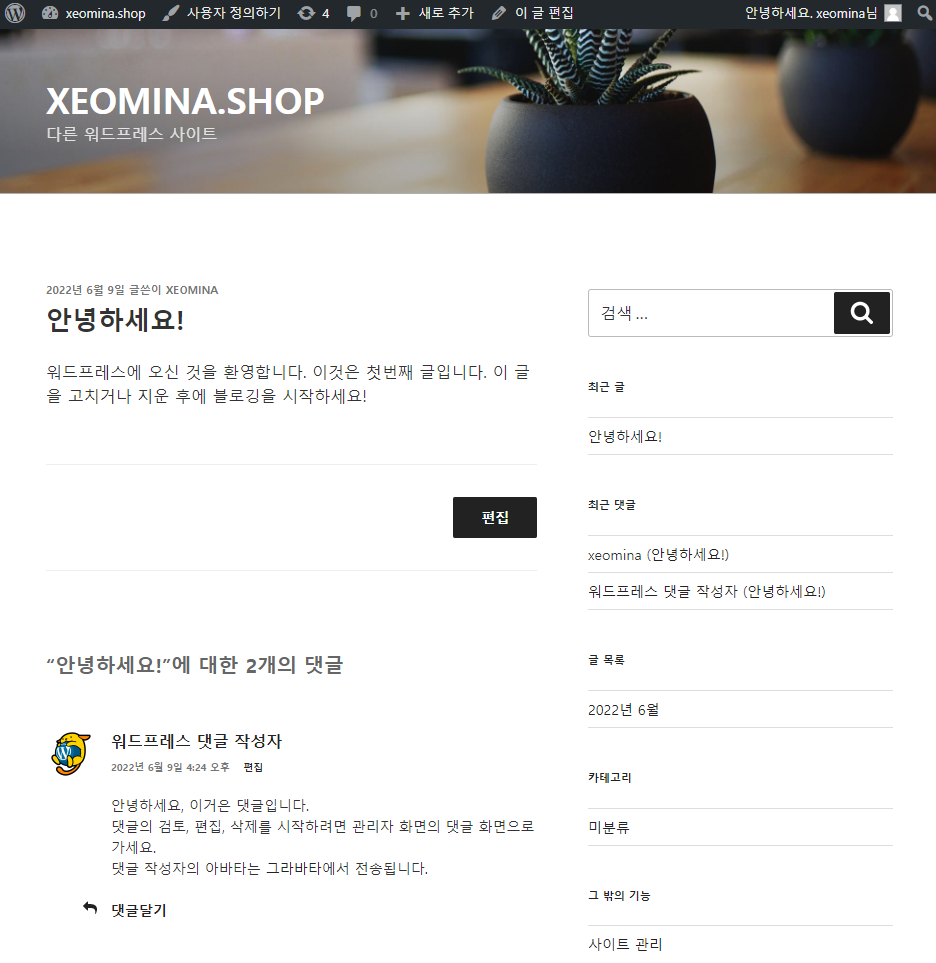 xeomina.shop 사용자 정의하기 4 0 새로 추가 이 글 편집 안녕하세요. xeomina님
XEOMINA.SHOP
다른 워드프레스 사이트
2022년 6월 9일 글쓴이 XEOMINA
안녕하세요!
워드프레스에 오신 것을 환영합니다. 이것은 첫번째 글입니다. 이 글
을 고치거나 지운 후에 블로깅을 시작하세요!
편집
“안녕하세요!”에 대한 2개의 댓글
워드프레스 댓글 작성자
2022년 6월 9일 4:24 오후 편집
안녕하세요, 이거은 댓글입니다.
댓글의 검토, 편집, 삭제를 시작하려면 관리자 화면의 댓글 화면으로
가세요.
댓글 작성자의 아바타는 그라바타에서 전송됩니다.
댓글달기
검색 ...
최근 글
안녕하세요!
최근 댓글
xeomina (안녕하세요!)
워드프레스 댓글 작성자 (안녕하세요!)
글 목록
2022년 6월
카테고리
미분류
그 밖의 기능
사이트 관리